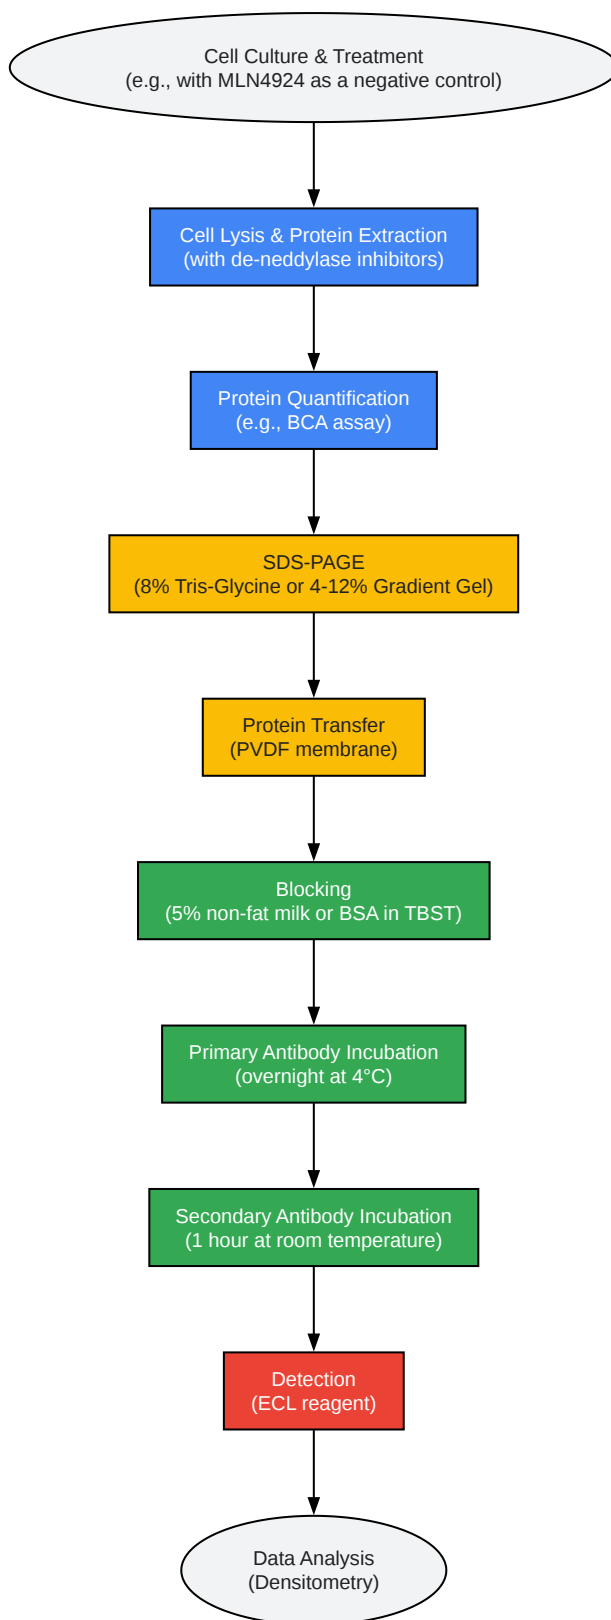 Cell Culture & Treatment
(e.g., with MLN4924 as a negative control)
Cell Lysis & Protein Extraction
(with de-neddylase inhibitors)
Protein Quantification
(e.g., BCA assay)
SDS-PAGE
(8% Tris-Glycine or 4-12% Gradient Gel)
Protein Transfer
(PVDF membrane)
Blocking
(5% non-fat milk or BSA in TBST)
Primary Antibody Incubation
(overnight at 4°C)
Secondary Antibody Incubation
(1 hour at room temperature)
Detection
(ECL reagent)
Data Analysis
(Densitometry)